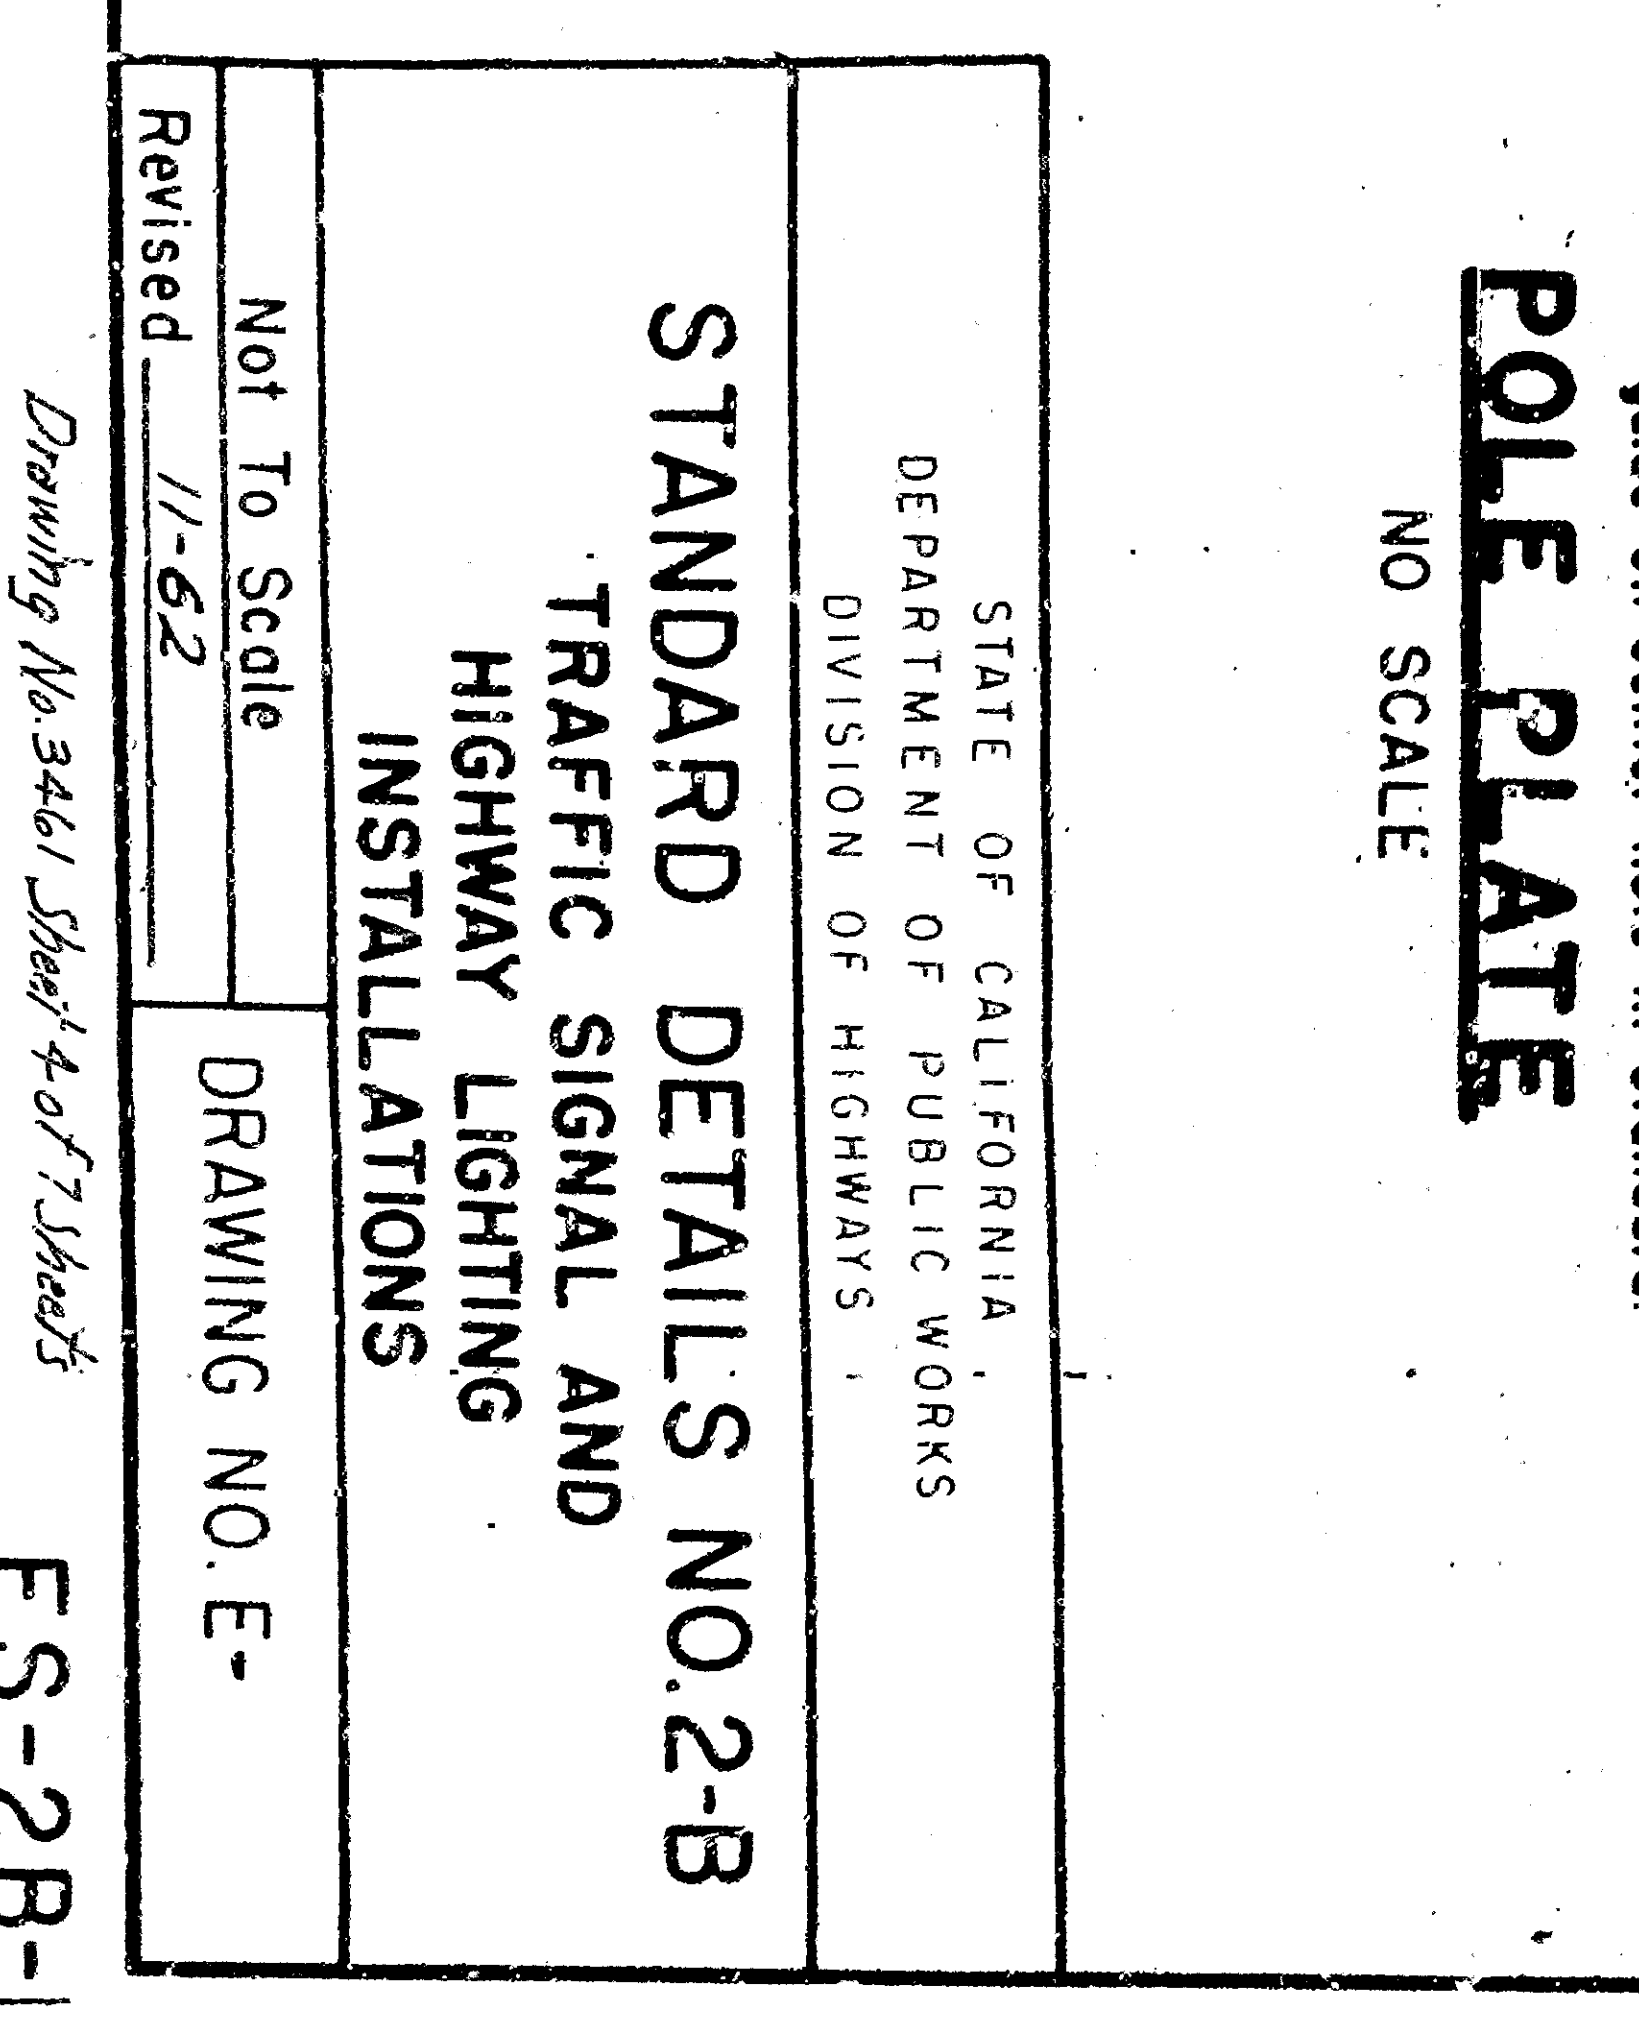 POLE PLATE
NO SCALE
STATE OF CALIFORNIA
DEPARTMENT OF PUBLIC WORKS
DIVISION OF HIGHWAYS
STANDARD DETAILS NO. 2-B
TRAFFIC SIGNAL AND
HIGHWAY LIGHTING
INSTALLATIONS
Not To Scale
Revised 11-62
DRAWING NO. E-
Drawing No. 3461 Sheet 4 of 7 Sheets
ES-2B-1